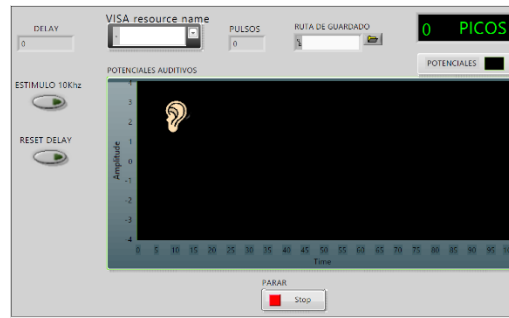 DELAY
0
VISA resource name
PULSOS
0
RUTA DE GUARDADO
0 PICOS
POTENCIALES
POTENCIALES AUDITIVOS
ESTIMULO 10Khz
RESET DELAY
Amplitude
4
3
2
1
0
-1
-2
-3
-4
0 5 10 15 20 25 30 35 40 45 50 55 60 65 70 75 80 85 90 95
Time
PARAR
Stop